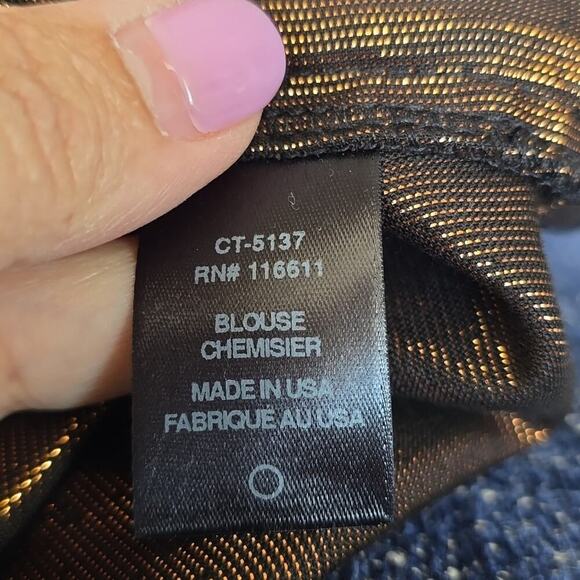 CT-5137
RN# 116611
BLOUSE
CHEMISIER
MADE IN USA
FABRIQUE AU USA